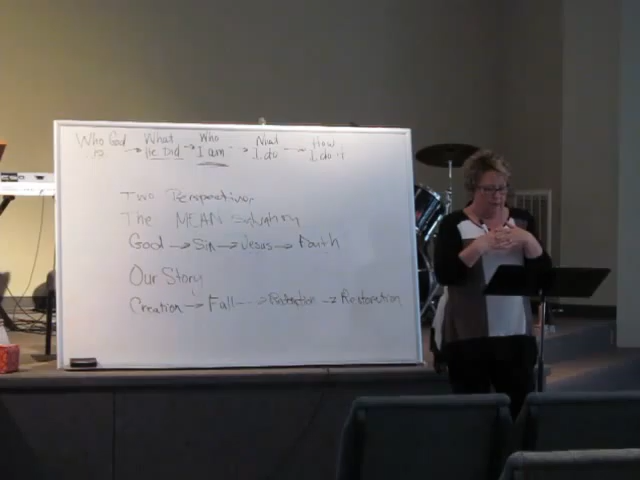 Who God → What → Who → What → How
is He Did I am I do I do it
Two Perspectives
The MEANS Salvation
God → Sin → Jesus → Faith
Our Story
Creation → Fall → Redemption → Restoration